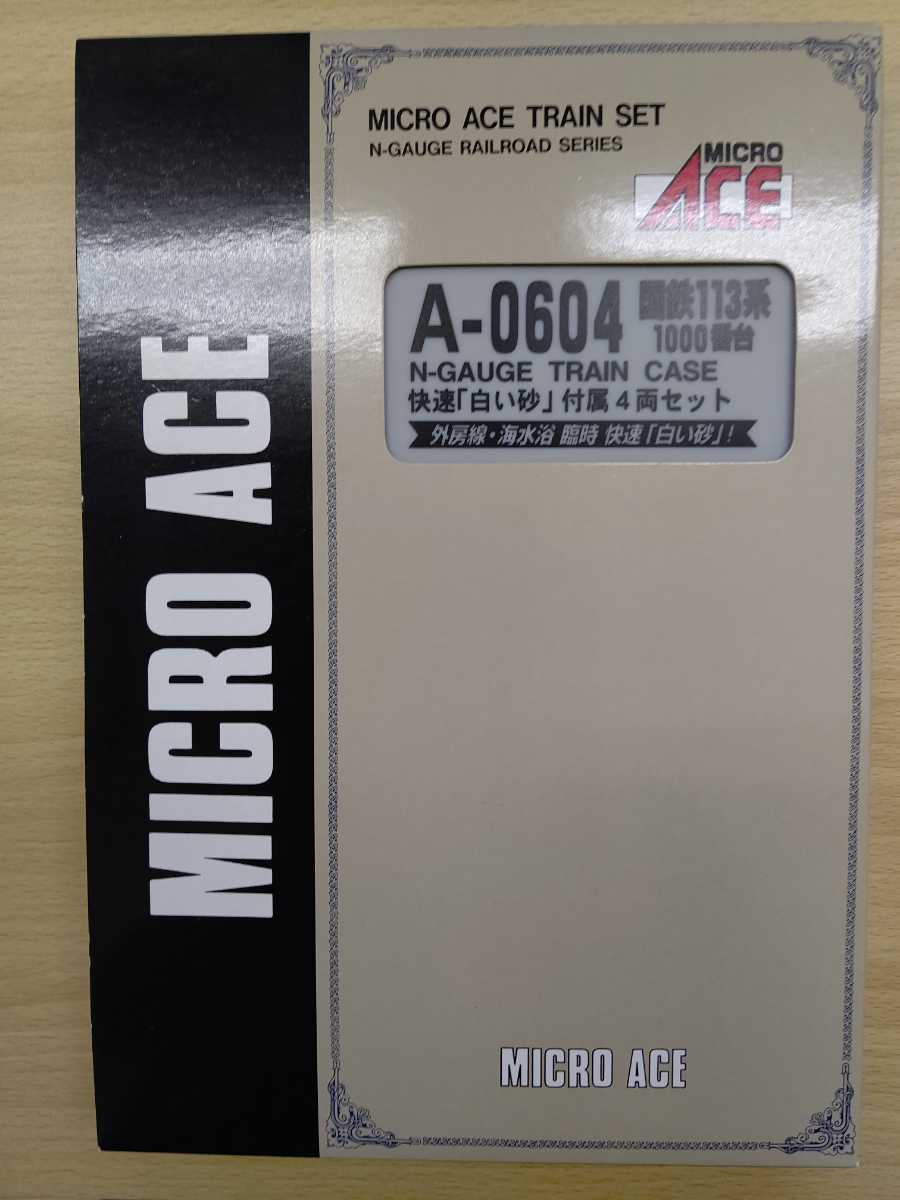 MICRO ACE
MICRO ACE TRAIN SET
N-GAUGE RAILROAD SERIES
MICRO
ACE
A-0604 国鉄113系
1000番台
N-GAUGE TRAIN CASE
快速「白い砂」付属4両セット
外房線・海水浴 臨時 快速「白い砂」!
MICRO ACE